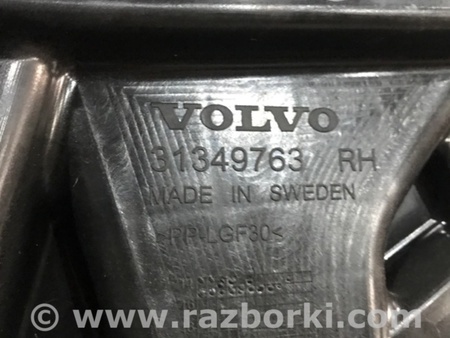 VOLVO
31349763 RH
MADE IN SWEDEN
>PP-LGF30<
© www.razborki.com